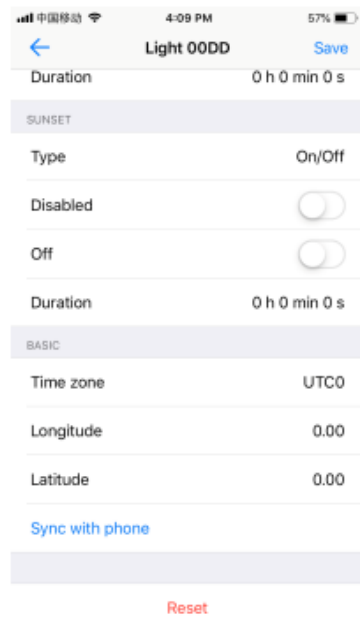 中国移动 4:09 PM 57%
Light 00DD Save
Duration 0 h 0 min 0 s
SUNSET
Type On/Off
Disabled
Off
Duration 0 h 0 min 0 s
BASIC
Time zone UTC0
Longitude 0.00
Latitude 0.00
Sync with phone
Reset